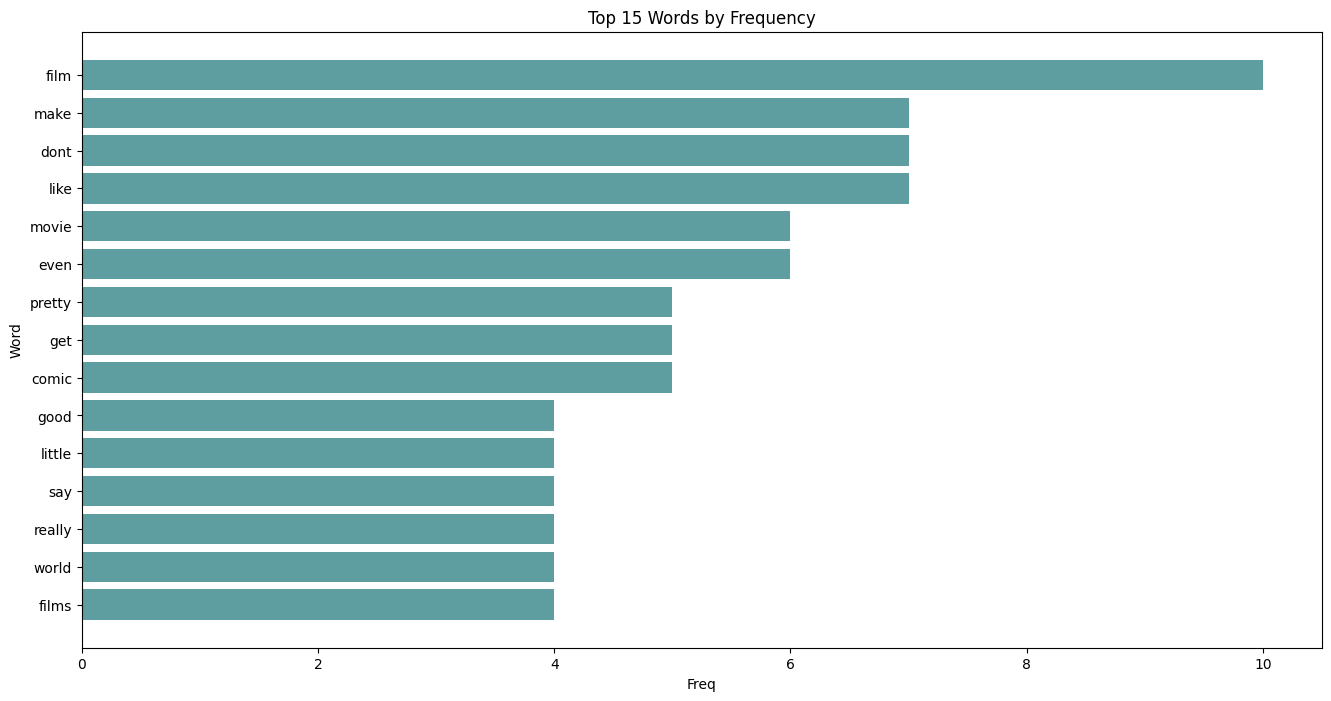 Top 15 Words by Frequency
film
make
dont
like
movie
even
pretty
get
comic
good
little
say
really
world
films
Word
0 2 4 6 8 10
Freq